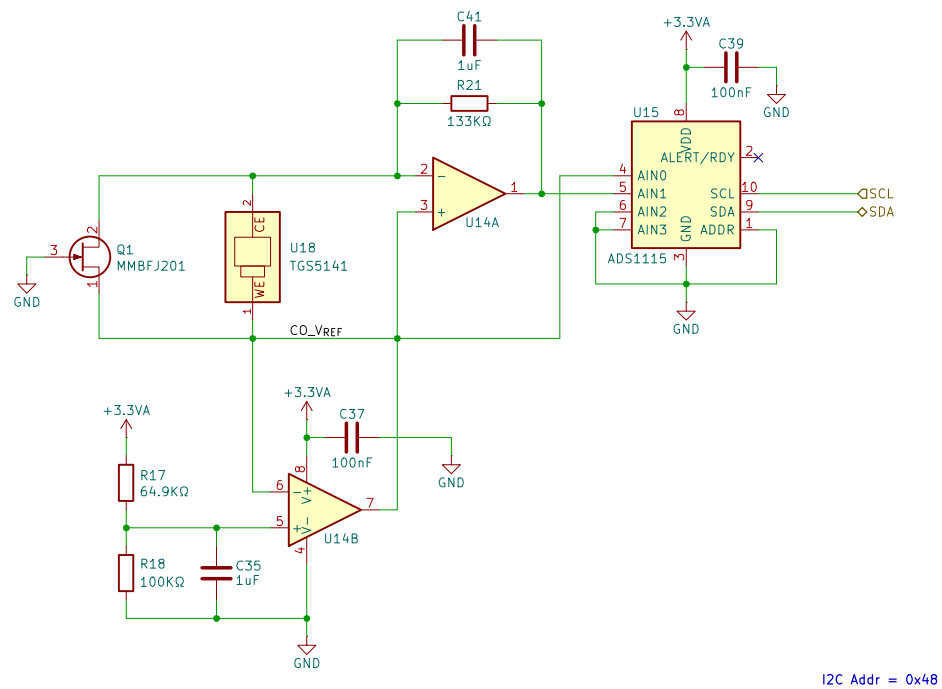 C41
1uF
R21
133KΩ
+3.3VA
C39
100nF
GND
U15
8
VDD
ALERT/RDY
2
4
AIN0
5
AIN1
6
AIN2
7
AIN3
SCL
10
SDA
9
ADDR
1
GND
3
ADS1115
GND
SCL
SDA
2
−
3
+
1
U14A
2
CE
U18
TGS5141
WE
1
3
2
1
Q1
MMBFJ201
GND
CO_VREF
+3.3VA
C37
100nF
GND
+3.3VA
R17
64.9KΩ
R18
100KΩ
C35
1uF
6
−
5
+
8
V+
V−
4
7
U14B
GND
I2C Addr = 0x48